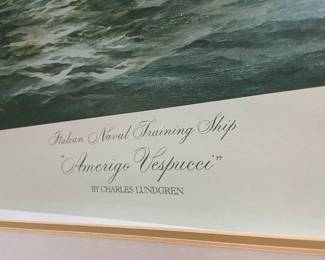 Italian Naval Training Ship
"Amerigo Vespucci"
BY CHARLES LUNDGREN